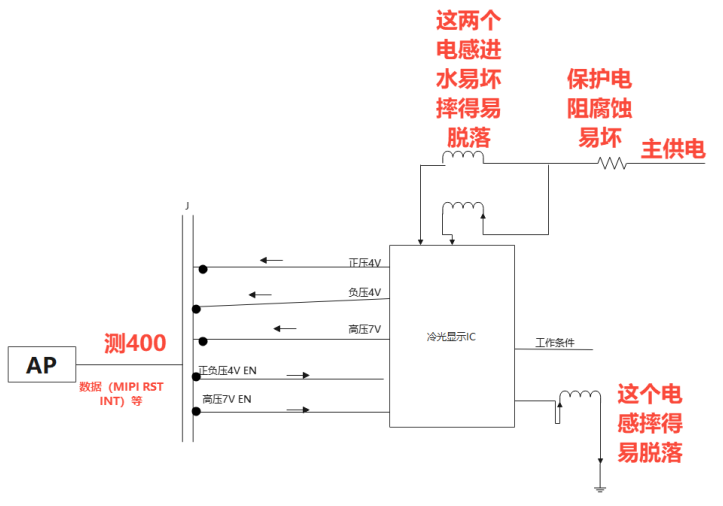 这两个
电感进
水易坏
摔得易
脱落
保护电
阻腐蚀
易坏
主供电
J
正压4V
负压4V
高压7V
冷光显示IC
工作条件
测400
AP
数据（MIPI RST
INT）等
正负压4V EN
高压7V EN
这个电
感摔得
易脱落